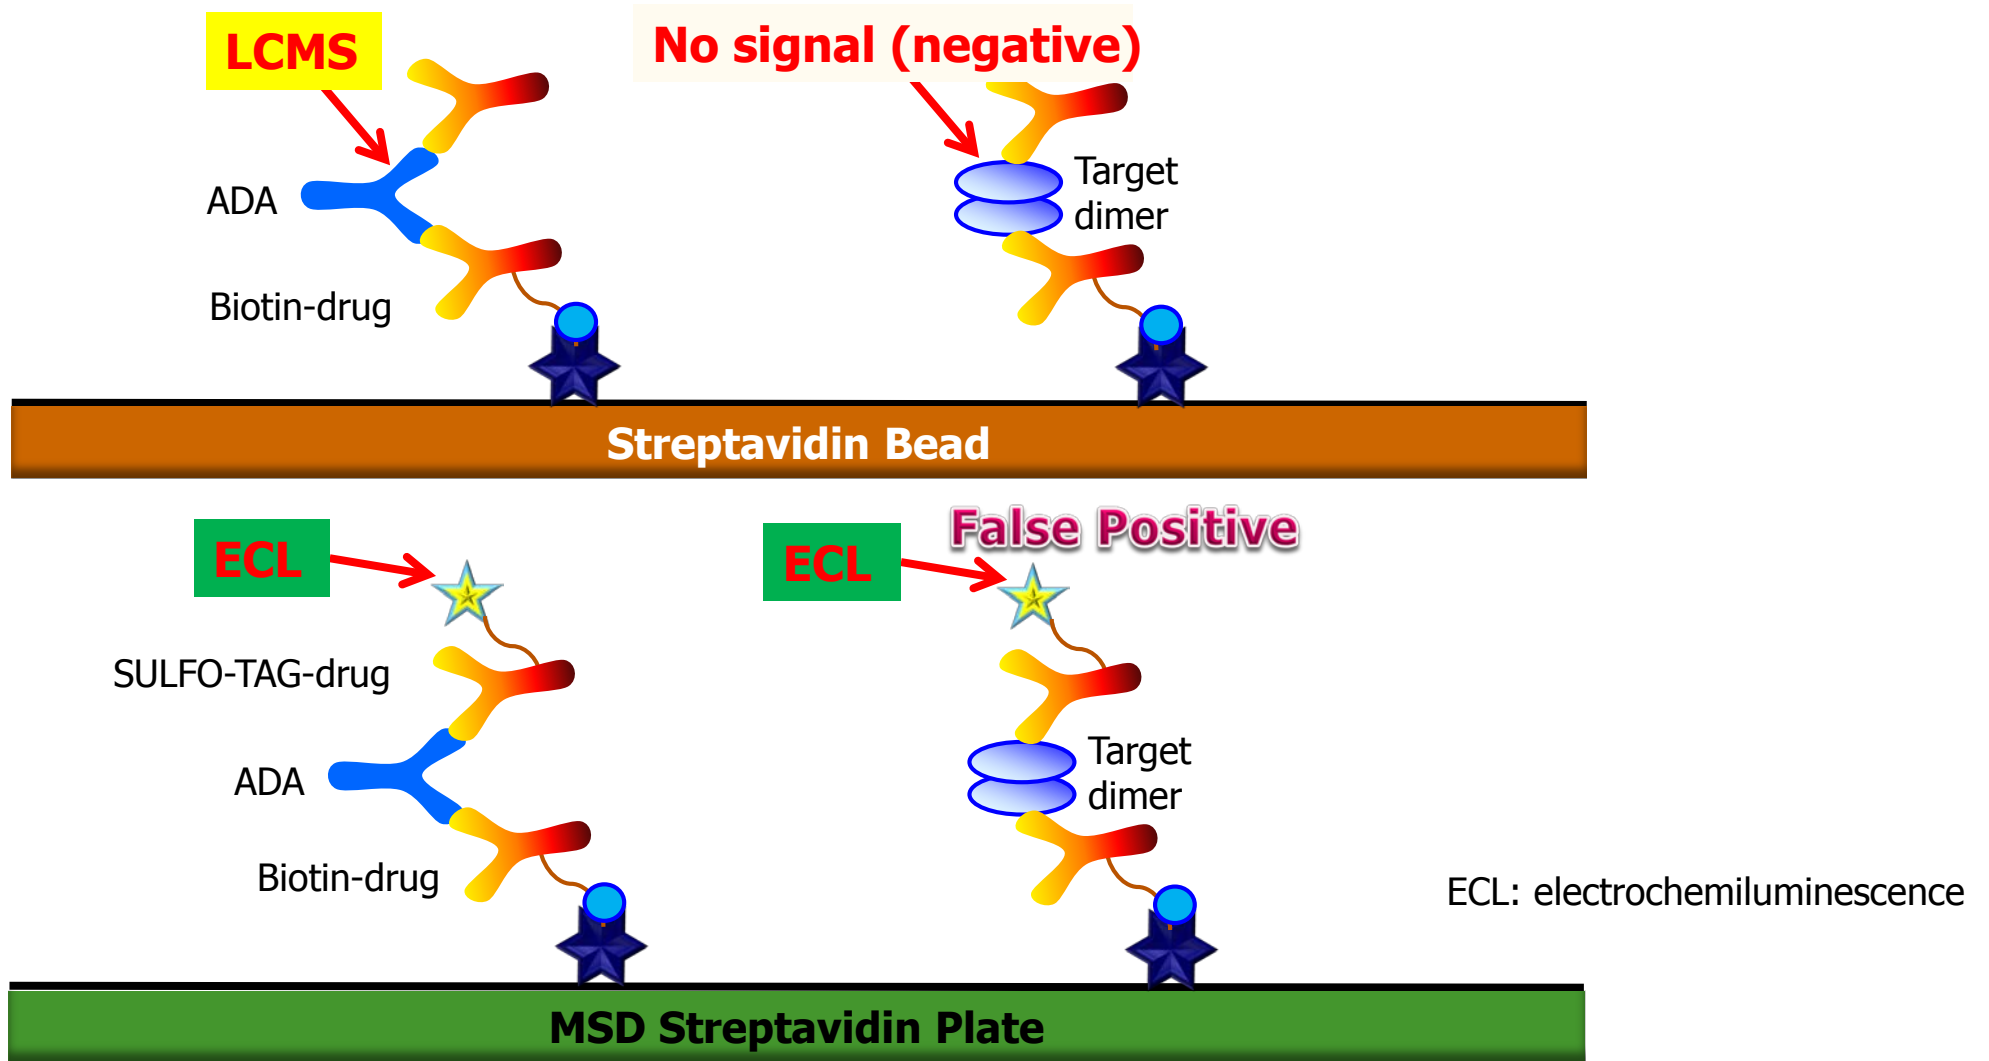 LCMS
No signal (negative)
ADA
Target
dimer
Biotin-drug
Streptavidin Bead
False Positive
ECL
ECL
SULFO-TAG-drug
ADA
Target
dimer
Biotin-drug
ECL: electrochemiluminescence
MSD Streptavidin Plate